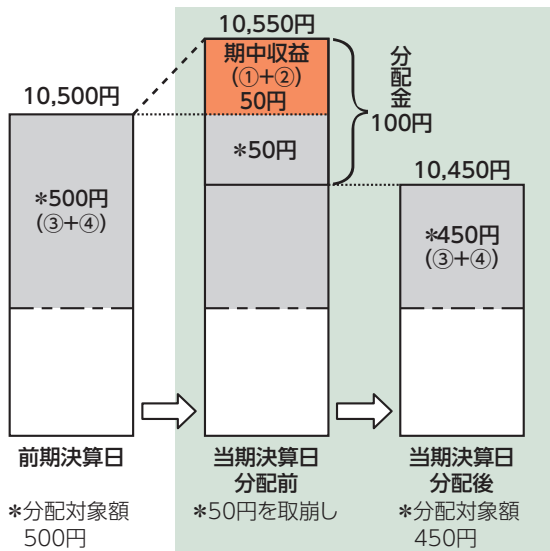 10,500円
*500円
(③+④)
前期決算日
*分配対象額
500円
10,550円
期中収益
(①+②)
50円
*50円
分配金
100円
当期決算日
分配前
*50円を取崩し
10,450円
*450円
(③+④)
当期決算日
分配後
*分配対象額
450円